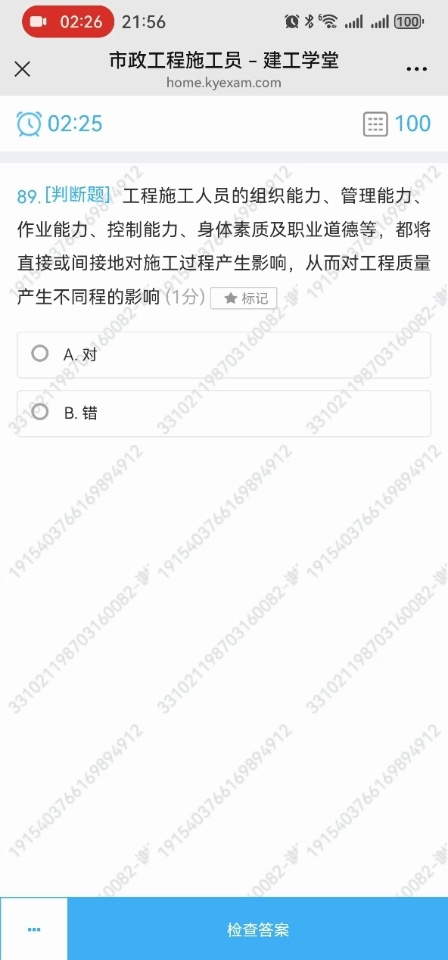 02:26 21:56 6 100
市政工程施工员 - 建工学堂
home.kyexam.com
02:25 100
89. [判断题] 工程施工人员的组织能力、管理能力、
作业能力、控制能力、身体素质及职业道德等，都将
直接或间接地对施工过程产生影响，从而对工程质量
产生不同程的影响 (1分) 标记
A. 对
B. 错
检查答案